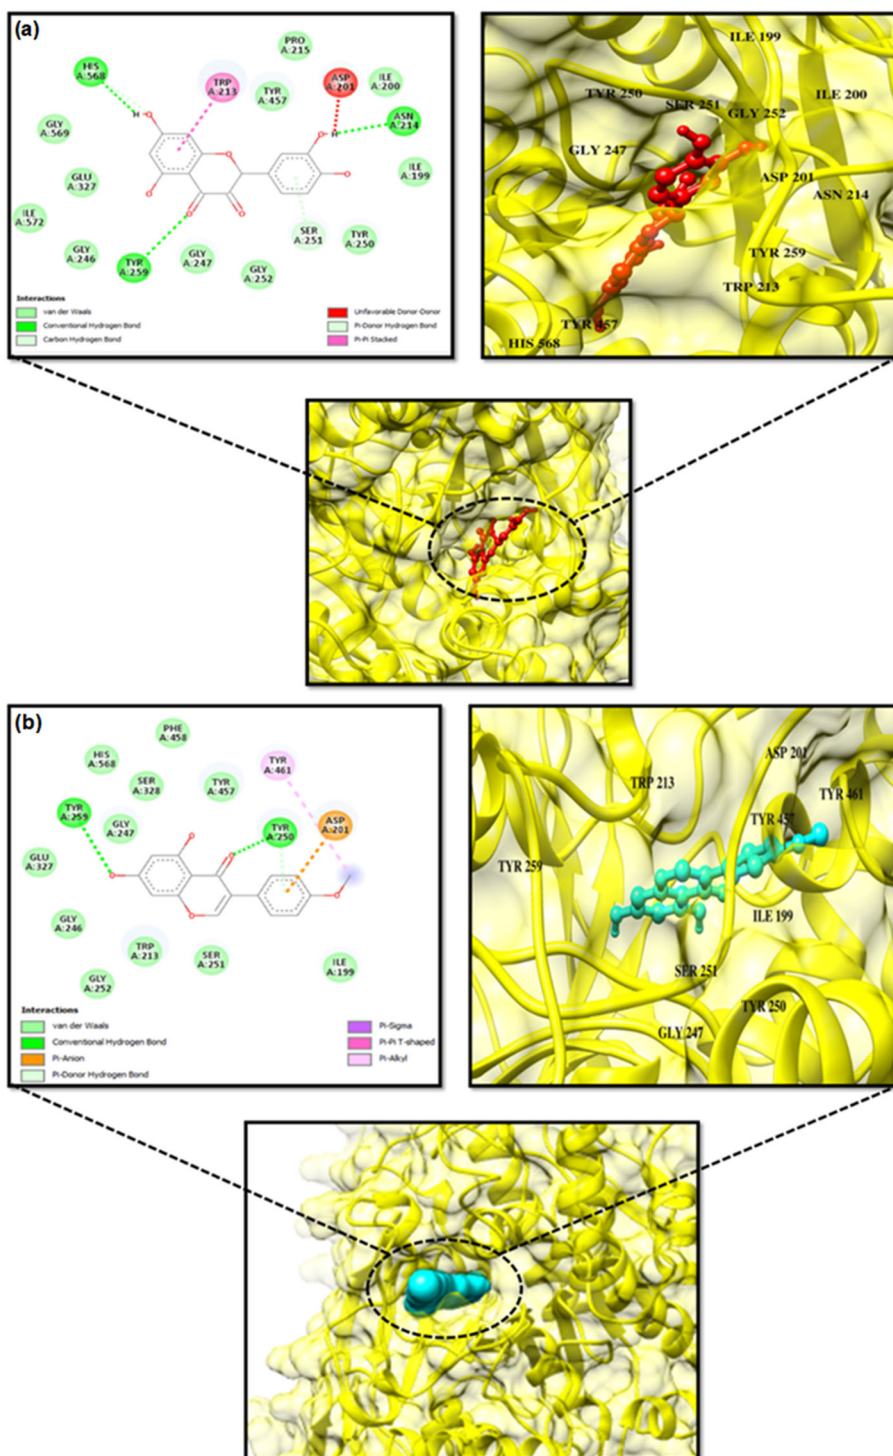 (a)
PRO
A:215
HIS
A:568
TRP
A:213
TYR
A:457
ASP
A:201
ILE
A:200
ASN
A:214
GLY
A:569
GLU
A:327
ILE
A:199
ILE
A:572
SER
A:251
TYR
A:250
GLY
A:246
TYR
A:259
GLY
A:247
GLY
A:252
H
O
O
H
O
O
O
O
O
Interactions
van der Waals
Conventional Hydrogen Bond
Carbon Hydrogen Bond
Unfavorable Donor-Donor
Pi-Donor Hydrogen Bond
Pi-Pi Stacked
ILE 199
TYR 250
SER 251
ILE 200
GLY 252
GLY 247
ASP 201
ASN 214
TYR 259
TRP 213
TYR 457
HIS 568
(b)
PHE
A:458
HIS
A:568
SER
A:328
TYR
A:457
TYR
A:461
TYR
A:259
GLY
A:247
TYR
A:250
ASP
A:201
GLU
A:327
O
O
O
O
O
GLY
A:246
TRP
A:213
SER
A:251
ILE
A:199
GLY
A:252
Interactions
van der Waals
Conventional Hydrogen Bond
Pi-Anion
Pi-Donor Hydrogen Bond
Pi-Sigma
Pi-Pi T-shaped
Pi-Alkyl
ASP 201
TRP 213
TYR 461
TYR 457
TYR 259
ILE 199
SER 251
TYR 250
GLY 247